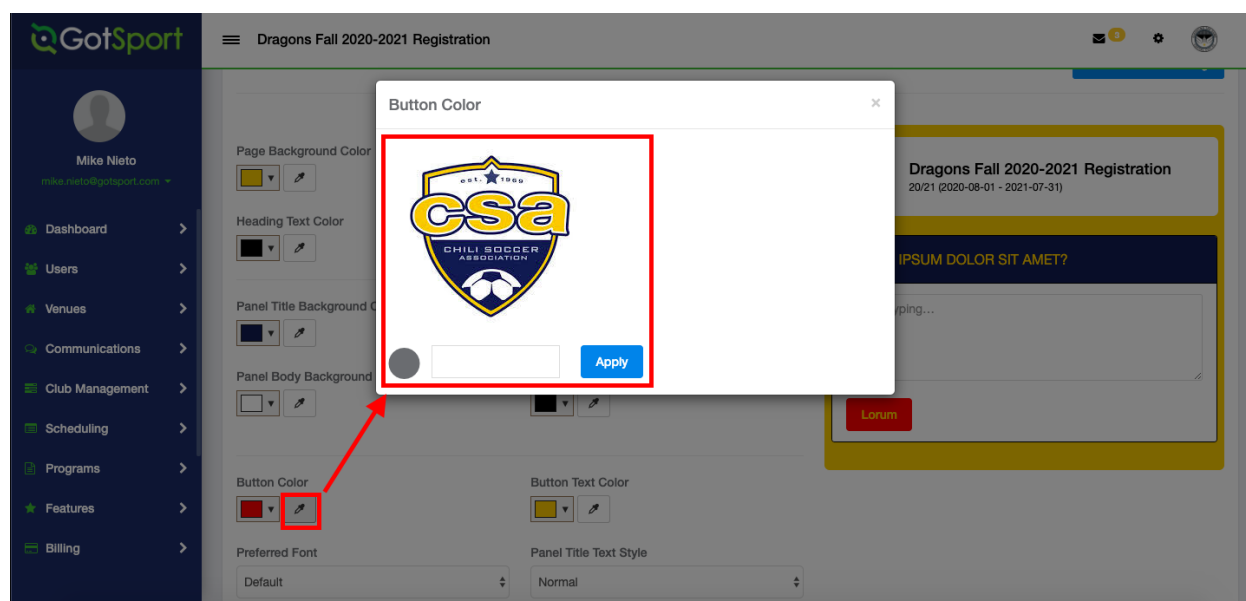 GotSport
Dragons Fall 2020-2021 Registration
Mike Nieto
mike.nieto@gotsport.com
Dashboard
Users
Venues
Communications
Club Management
Scheduling
Programs
Features
Billing
Button Color
×
Page Background Color
Heading Text Color
Panel Title Background C
Panel Body Background
est. 1969
csa
CHILI SOCCER
ASSOCIATION
Apply
Button Color
Button Text Color
Preferred Font
Panel Title Text Style
Default
Normal
Dragons Fall 2020-2021 Registration
20/21 (2020-08-01 - 2021-07-31)
IPSUM DOLOR SIT AMET?
yping...
Lorum